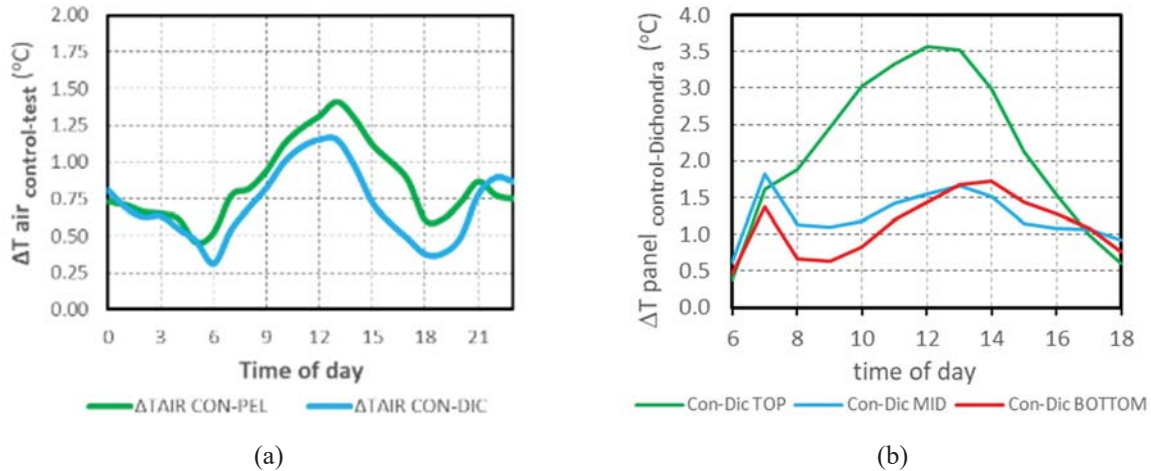 2.00
1.75
1.50
1.25
1.00
0.75
0.50
0.25
0.00
ΔT air control-test (°C)
0 3 6 9 12 15 18 21
Time of day
ΔTAIR CON-PEL ΔTAIR CON-DIC
(a)
4.0
3.5
3.0
2.5
2.0
1.5
1.0
0.5
0.0
ΔT panel control-Dichondra (°C)
6 8 10 12 14 16 18
time of day
Con-Dic TOP Con-Dic MID Con-Dic BOTTOM
(b)